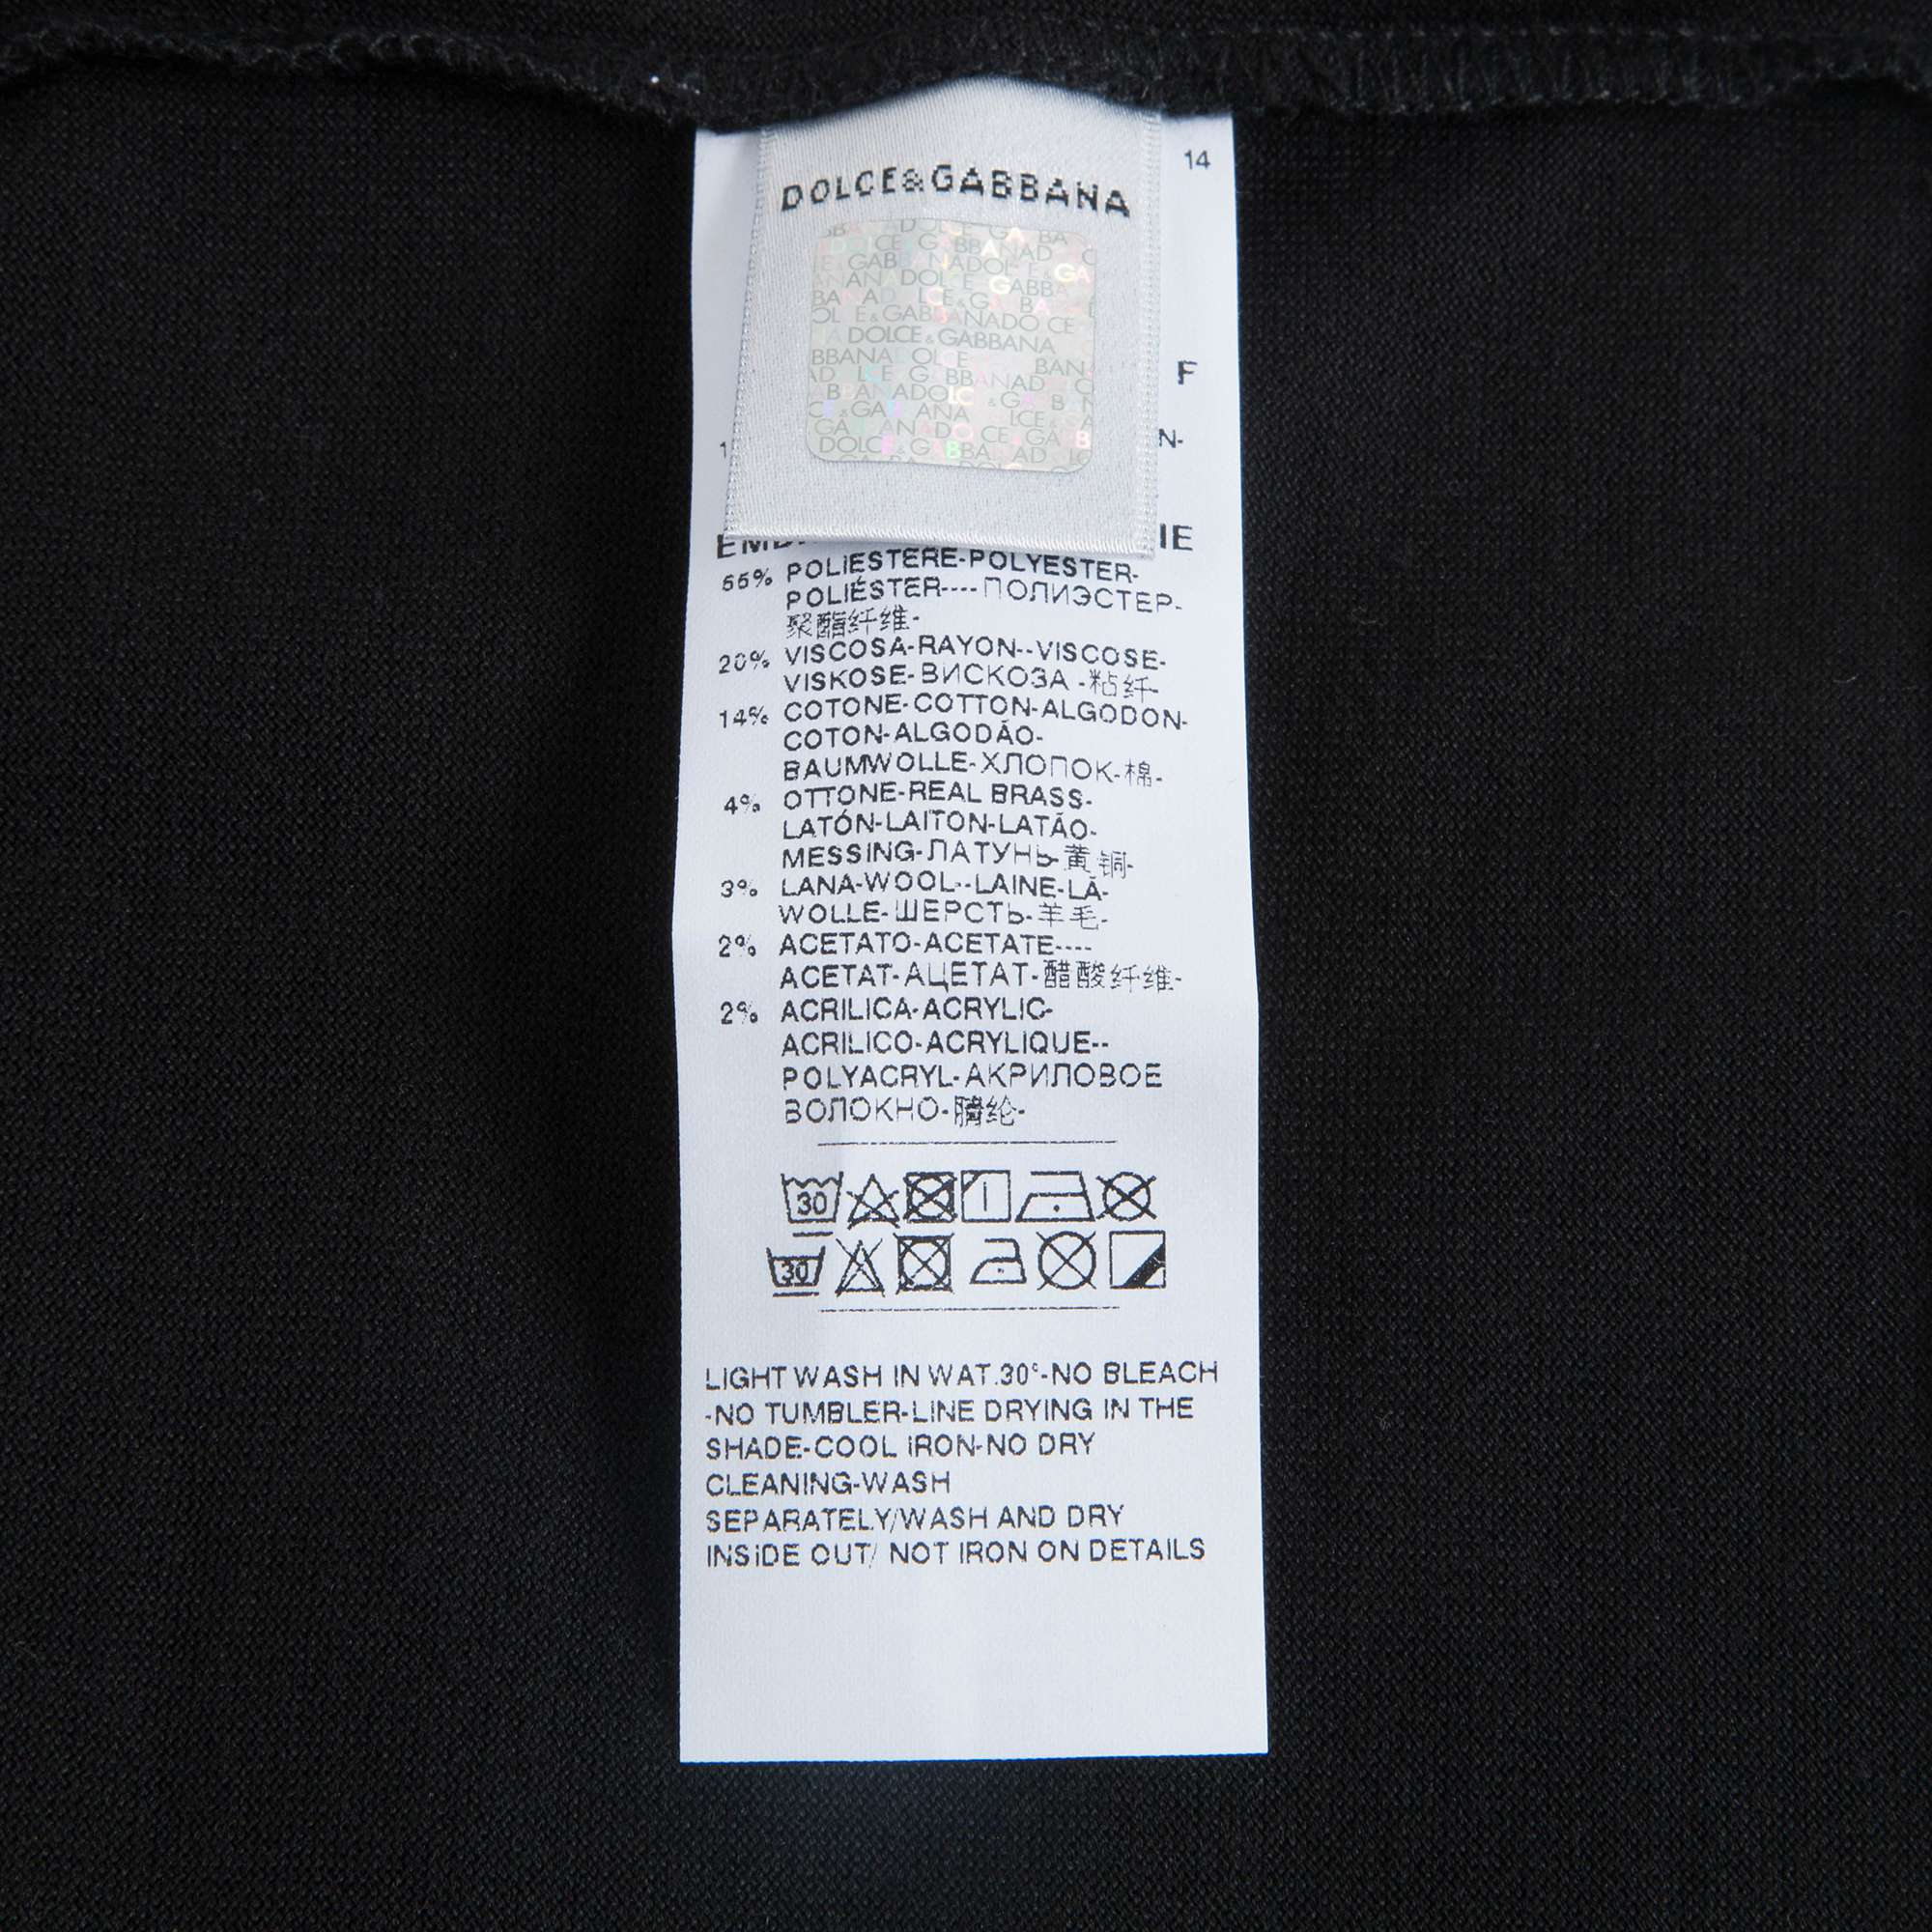 14
DOLCE&GABBANA
DOLCE&GABBANA
F
N-
IE
55% POLIESTERE-POLYESTER-
POLIÉSTER----ПОЛИЭСТЕР-
聚酯纤维-
20% VISCOSA-RAYON--VISCOSE-
VISKOSE-ВИСКОЗА -粘纤-
14% COTONE-COTTON-ALGODON-
COTON-ALGODÃO-
BAUMWOLLE-ХЛОПОК-棉-
4% OTTONE-REAL BRASS-
LATÓN-LAITON-LATÃO-
MESSING-ЛАТУНЬ-黄铜-
3% LANA-WOOL--LAINE-LÃ-
WOLLE-ШЕРСТЬ-羊毛-
2% ACETATO-ACETATE----
ACETAT-АЦЕТАТ-醋酸纤维-
2% ACRILICA-ACRYLIC-
ACRILICO-ACRYLIQUE--
POLYACRYL-АКРИЛОВОЕ
ВОЛОКНО-腈纶-
30
30
LIGHT WASH IN WAT.30°-NO BLEACH
-NO TUMBLER-LINE DRYING IN THE
SHADE-COOL IRON-NO DRY
CLEANING-WASH
SEPARATELY/WASH AND DRY
INSIDE OUT/ NOT IRON ON DETAILS